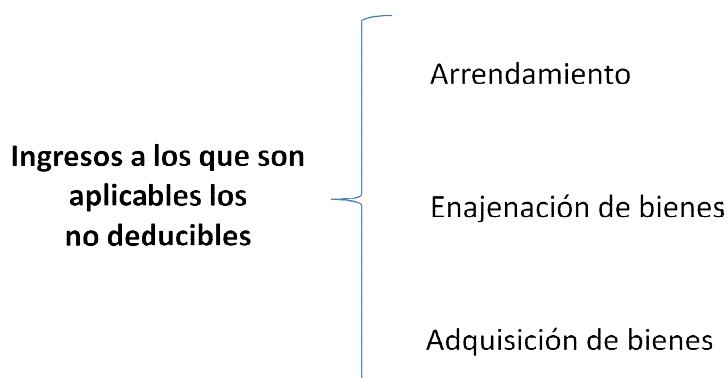 Ingresos a los que son
aplicables los
no deducibles
Arrendamiento
Enajenación de bienes
Adquisición de bienes